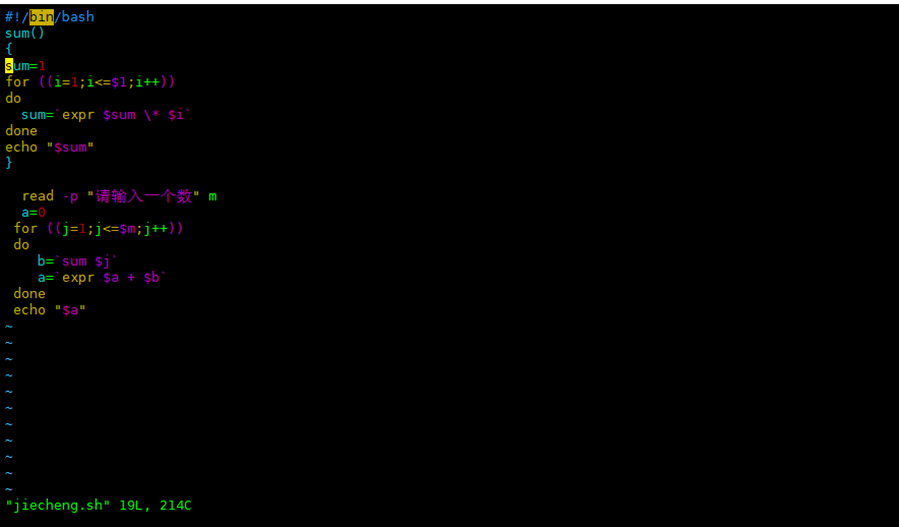 #!/bin/bash
sum()
{
sum=1
for ((i=1;i<=$1;i++))
do
  sum=`expr $sum \* $i`
done
echo "$sum"
}

  read -p "请输入一个数" m
  a=0
 for ((j=1;j<=$m;j++))
 do
    b=`sum $j`
    a=`expr $a + $b`
 done
 echo "$a"
~
~
~
~
~
~
~
~
~
~
~
"jiecheng.sh" 19L, 214C